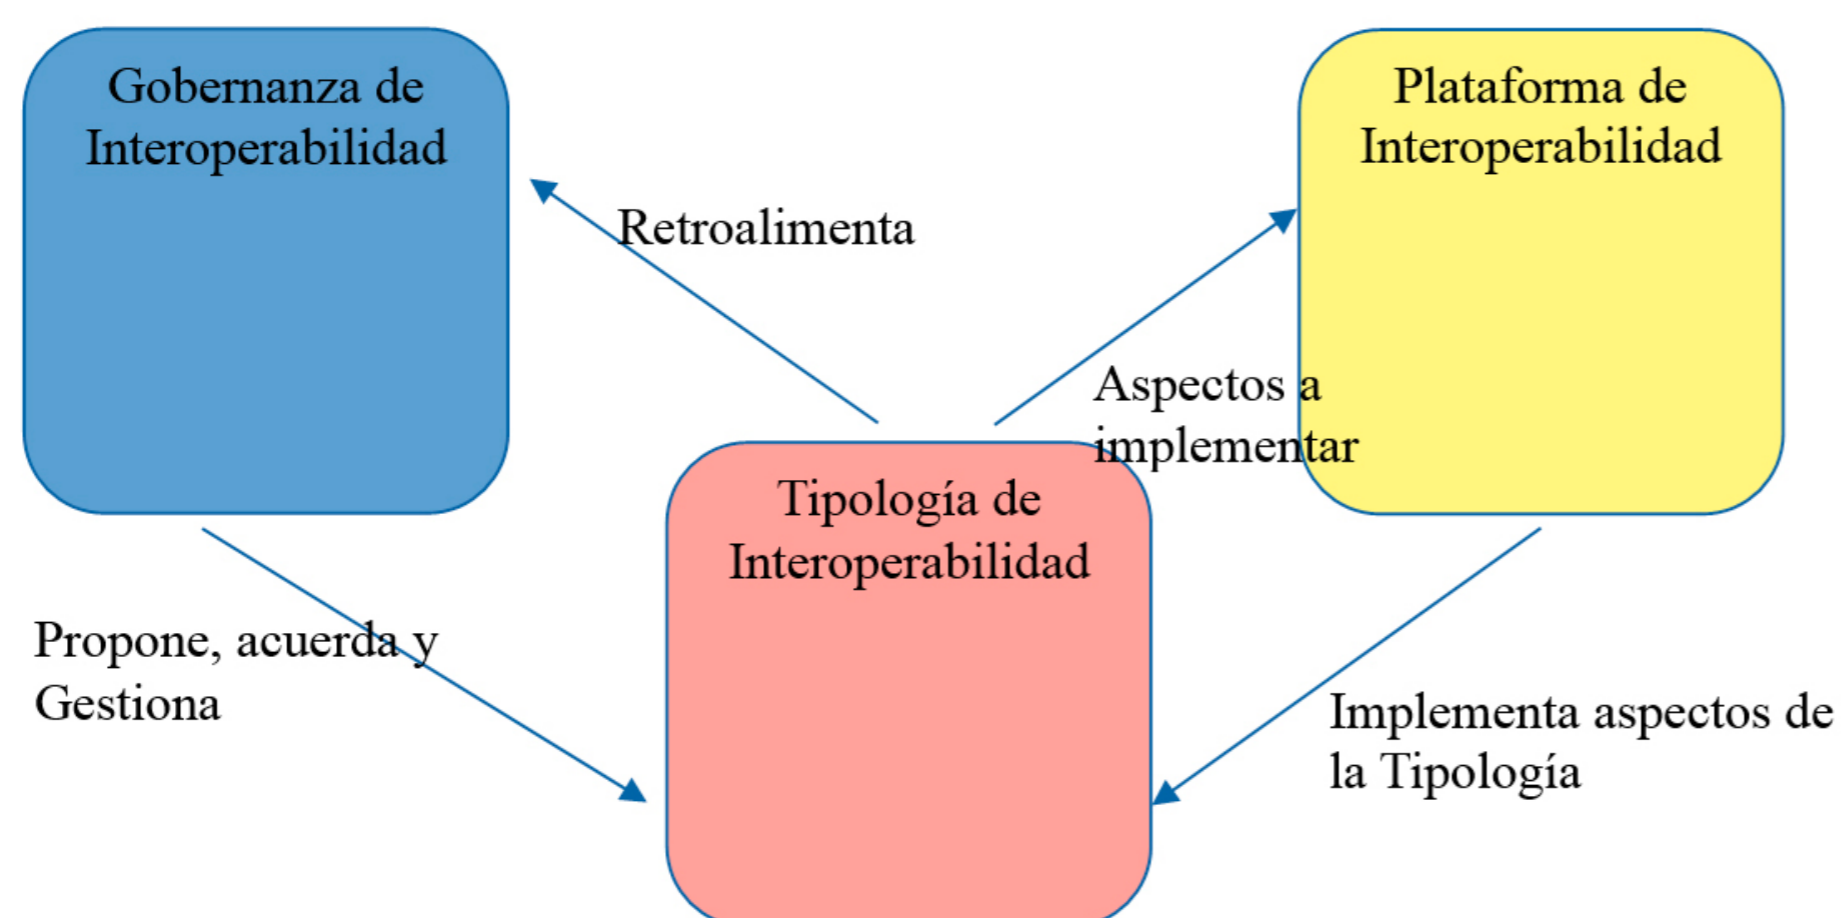 Gobernanza de
Interoperabilidad
Plataforma de
Interoperabilidad
Retroalimenta
Aspectos a
implementar
Tipología de
Interoperabilidad
Propone, acuerda y
Gestiona
Implementa aspectos de
la Tipología